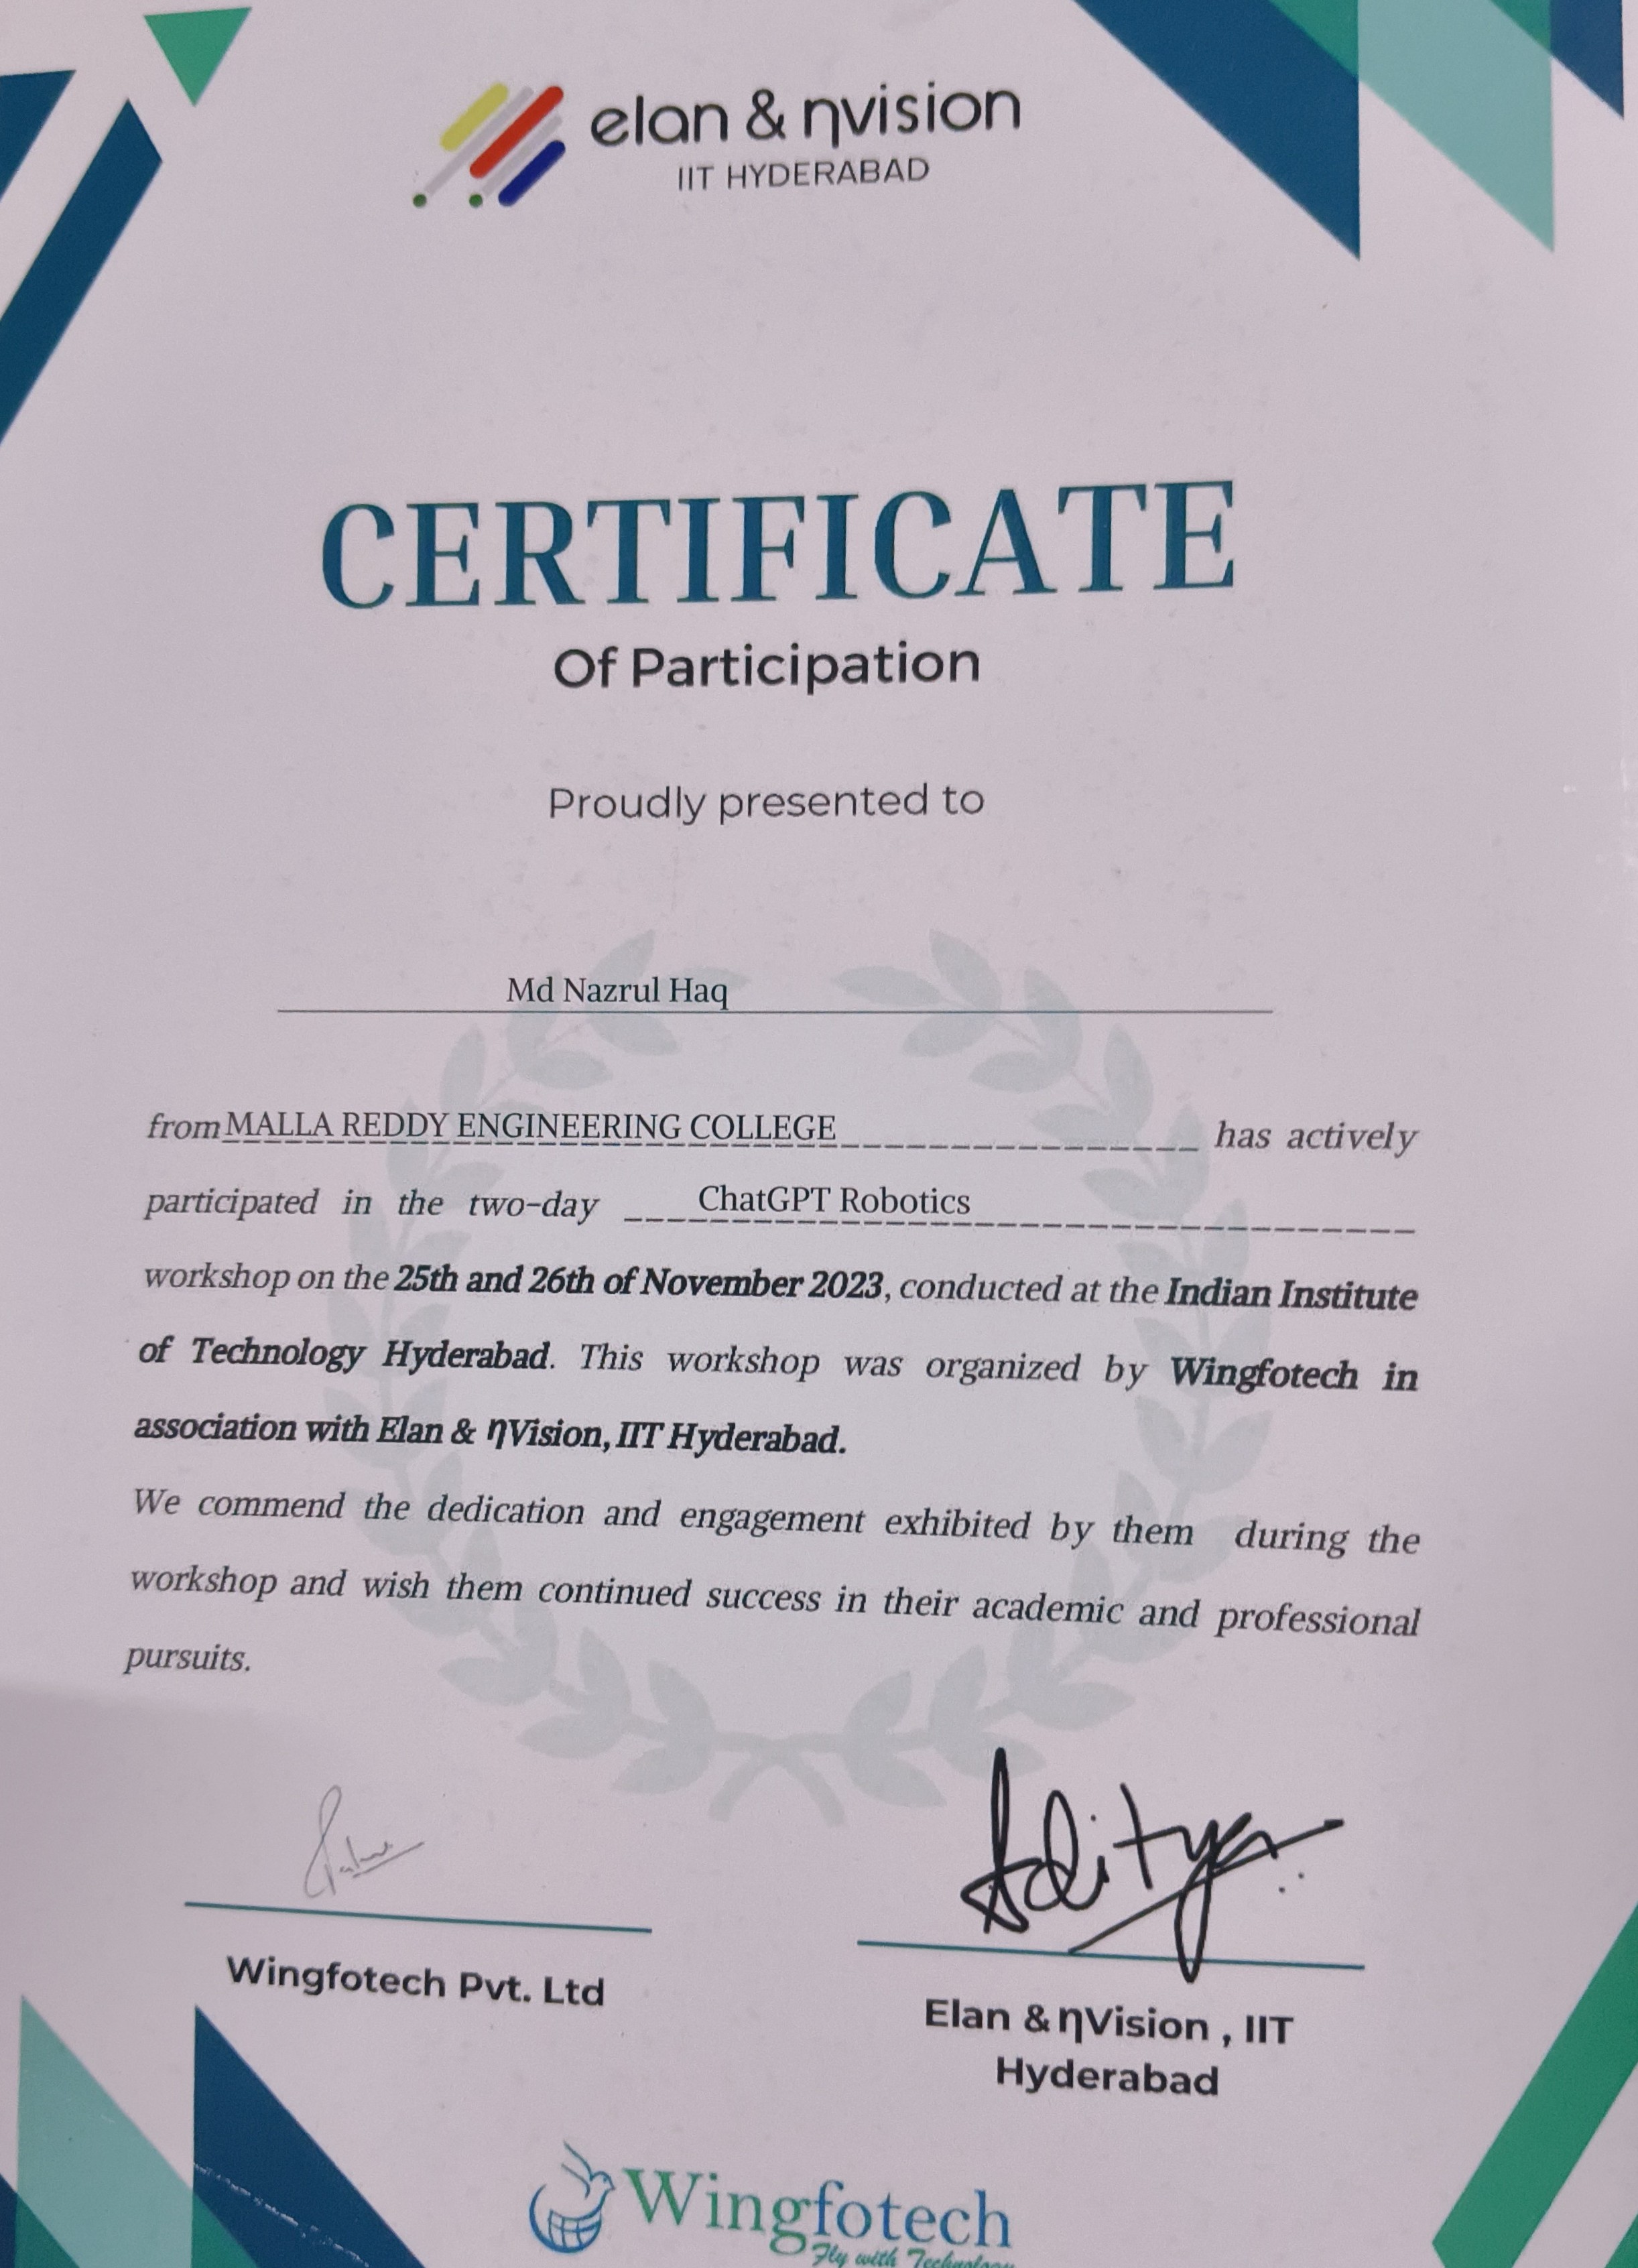 elan & ηvision
IIT HYDERABAD
CERTIFICATE
Of Participation
Proudly presented to
Md Nazrul Haq
from MALLA REDDY ENGINEERING COLLEGE has actively
participated in the two-day ChatGPT Robotics
workshop on the 25th and 26th of November 2023, conducted at the Indian Institute
of Technology Hyderabad. This workshop was organized by Wingfotech in
association with Elan & ηVision, IIT Hyderabad.
We commend the dedication and engagement exhibited by them during the
workshop and wish them continued success in their academic and professional
pursuits.
Aditya
Wingfotech Pvt. Ltd
Elan & ηVision , IIT
Hyderabad
Wingfotech
Fly with Technology